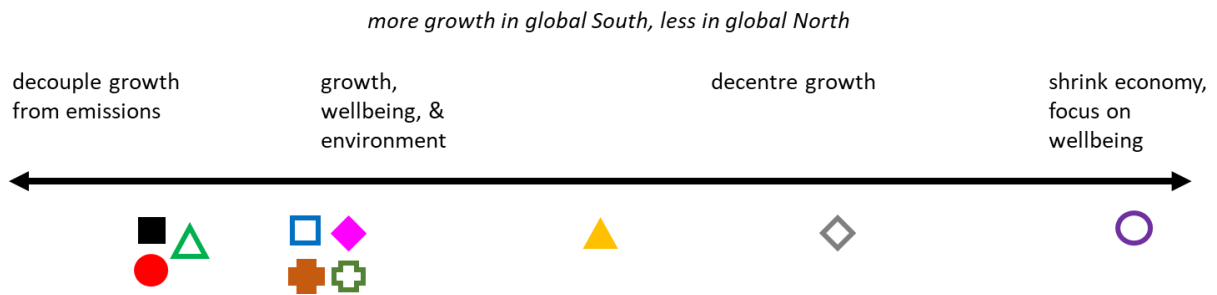 more growth in global South, less in global North
decouple growth
from emissions
growth,
wellbeing, &
environment
decentre growth
shrink economy,
focus on
wellbeing